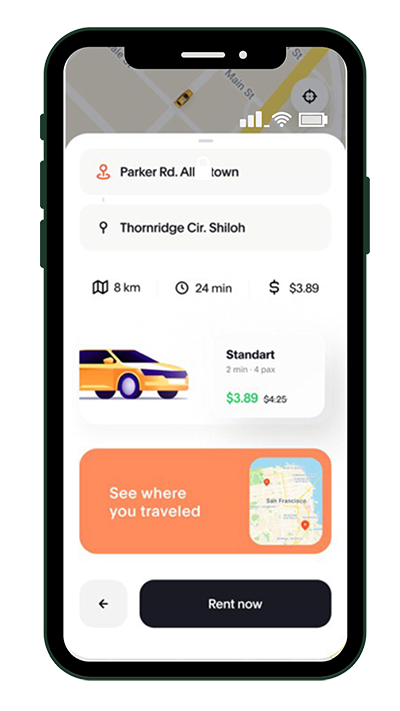 Main St
St
Parker Rd. All town
Thornridge Cir. Shiloh
8 km
24 min
$ $3.89
Standart
2 min · 4 pax
$3.89 $4.25
See where
you traveled
San Francisco
Rent now